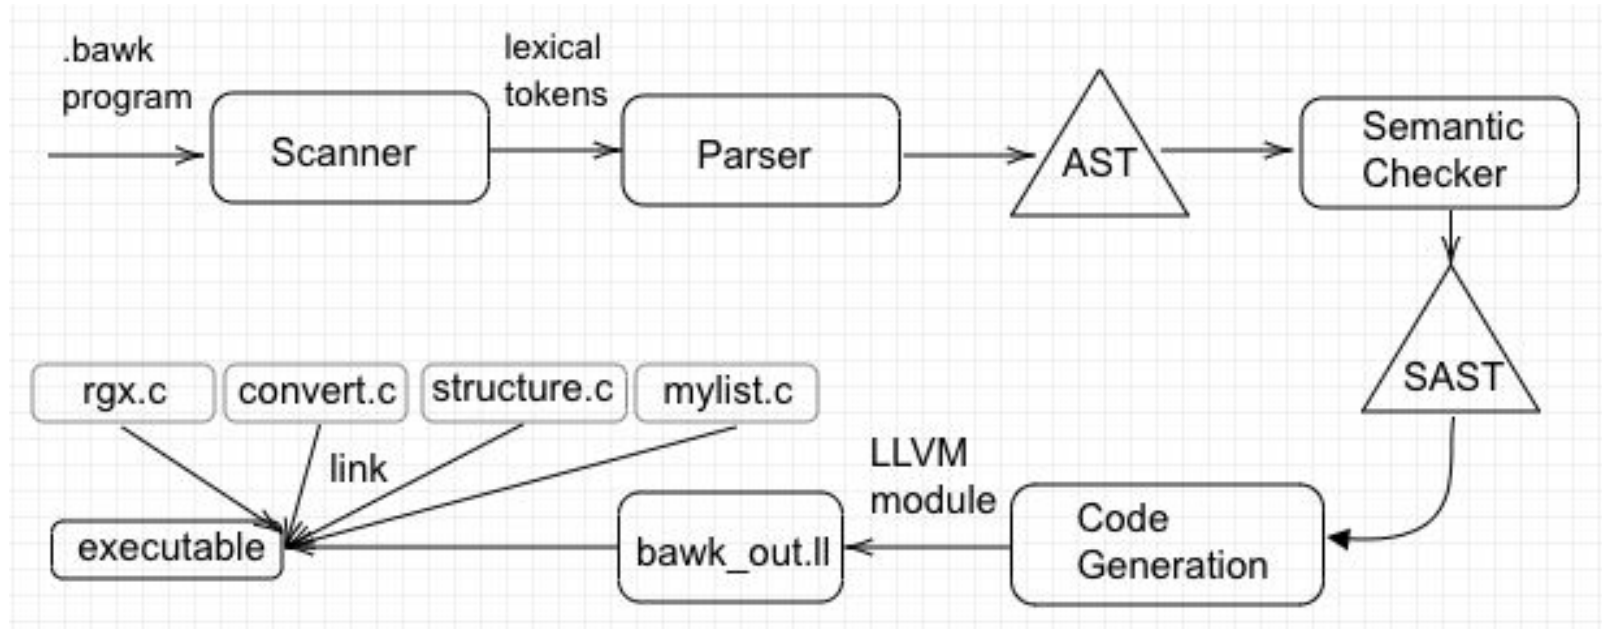 .bawk
program
lexical
tokens
Scanner
Parser
AST
Semantic
Checker
SAST
rgx.c
convert.c
structure.c
mylist.c
link
LLVM
module
executable
bawk_out.ll
Code
Generation